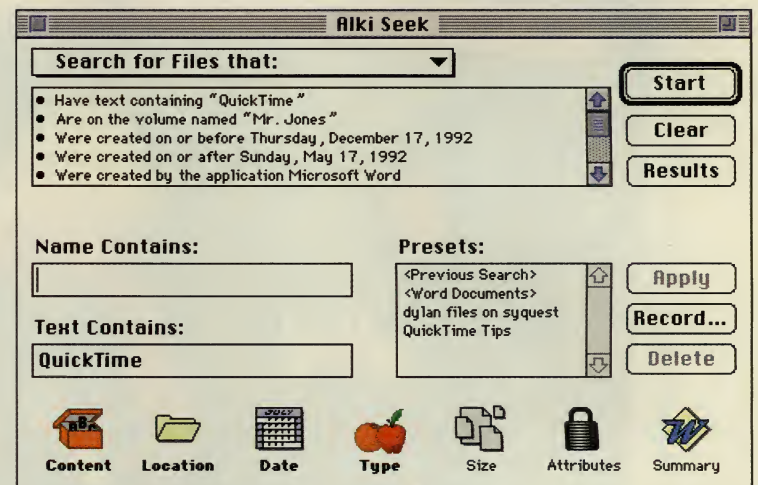 Alki Seek
Search for Files that:
• Have text containing "QuickTime"
• Are on the volume named "Mr. Jones"
• Were created on or before Thursday, December 17, 1992
• Were created on or after Sunday, May 17, 1992
• Were created by the application Microsoft Word
Start
Clear
Results
Name Contains:
Text Contains:
QuickTime
Presets:
<Previous Search>
<Word Documents>
dylan files on syquest
QuickTime Tips
Apply
Record...
Delete
JULY
Content Location Date Type Size Attributes Summary